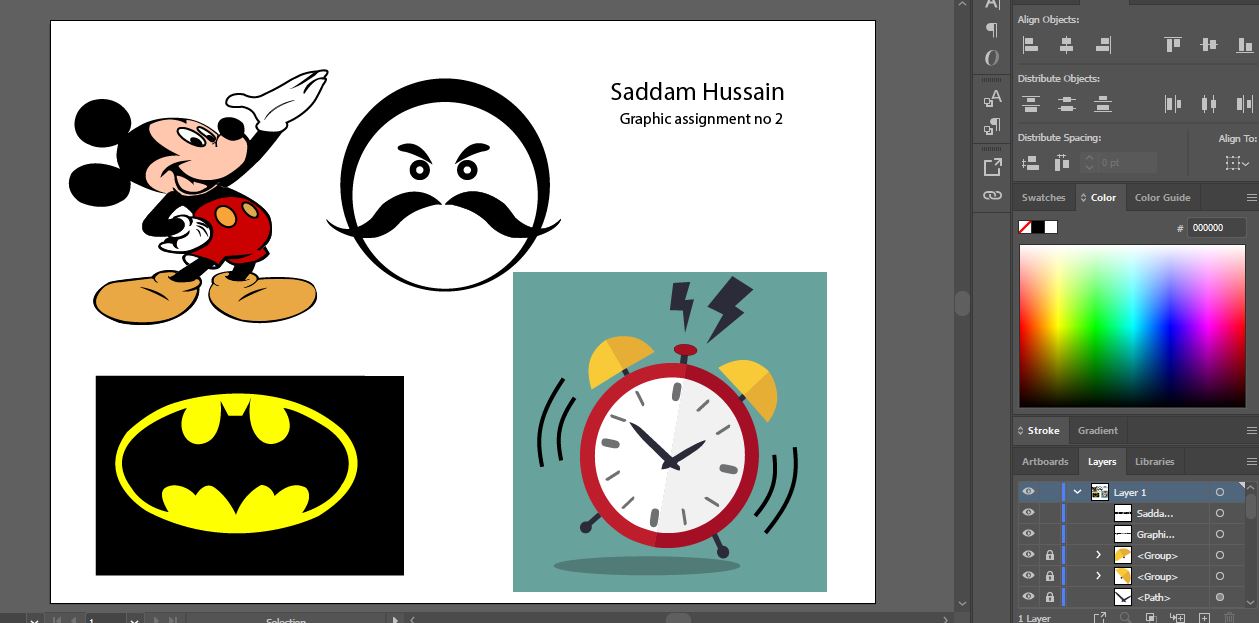 Saddam Hussain
Graphic assignment no 2
Align Objects:
Distribute Objects:
Distribute Spacing:
Align To:
0 pt
Swatches
Color
Color Guide
# 000000
Stroke
Gradient
Artboards
Layers
Libraries
Layer 1
Sadda...
Graphi...
<Group>
<Group>
<Path>
1 Layer
1
Selection